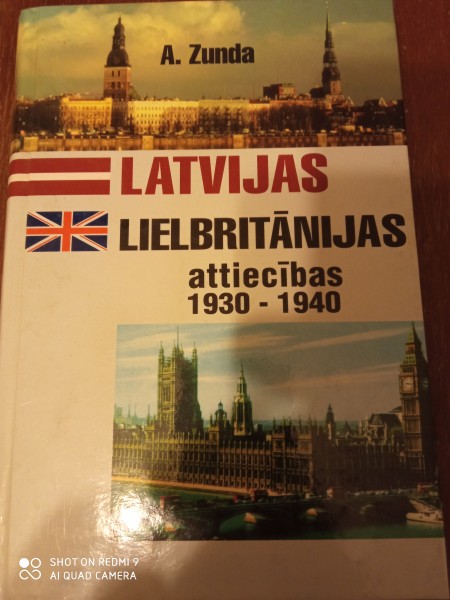 A. Zunda
LATVIJAS
LIELBRITĀNIJAS
attiecības
1930 - 1940
SHOT ON REDMI 9
AI QUAD CAMERA